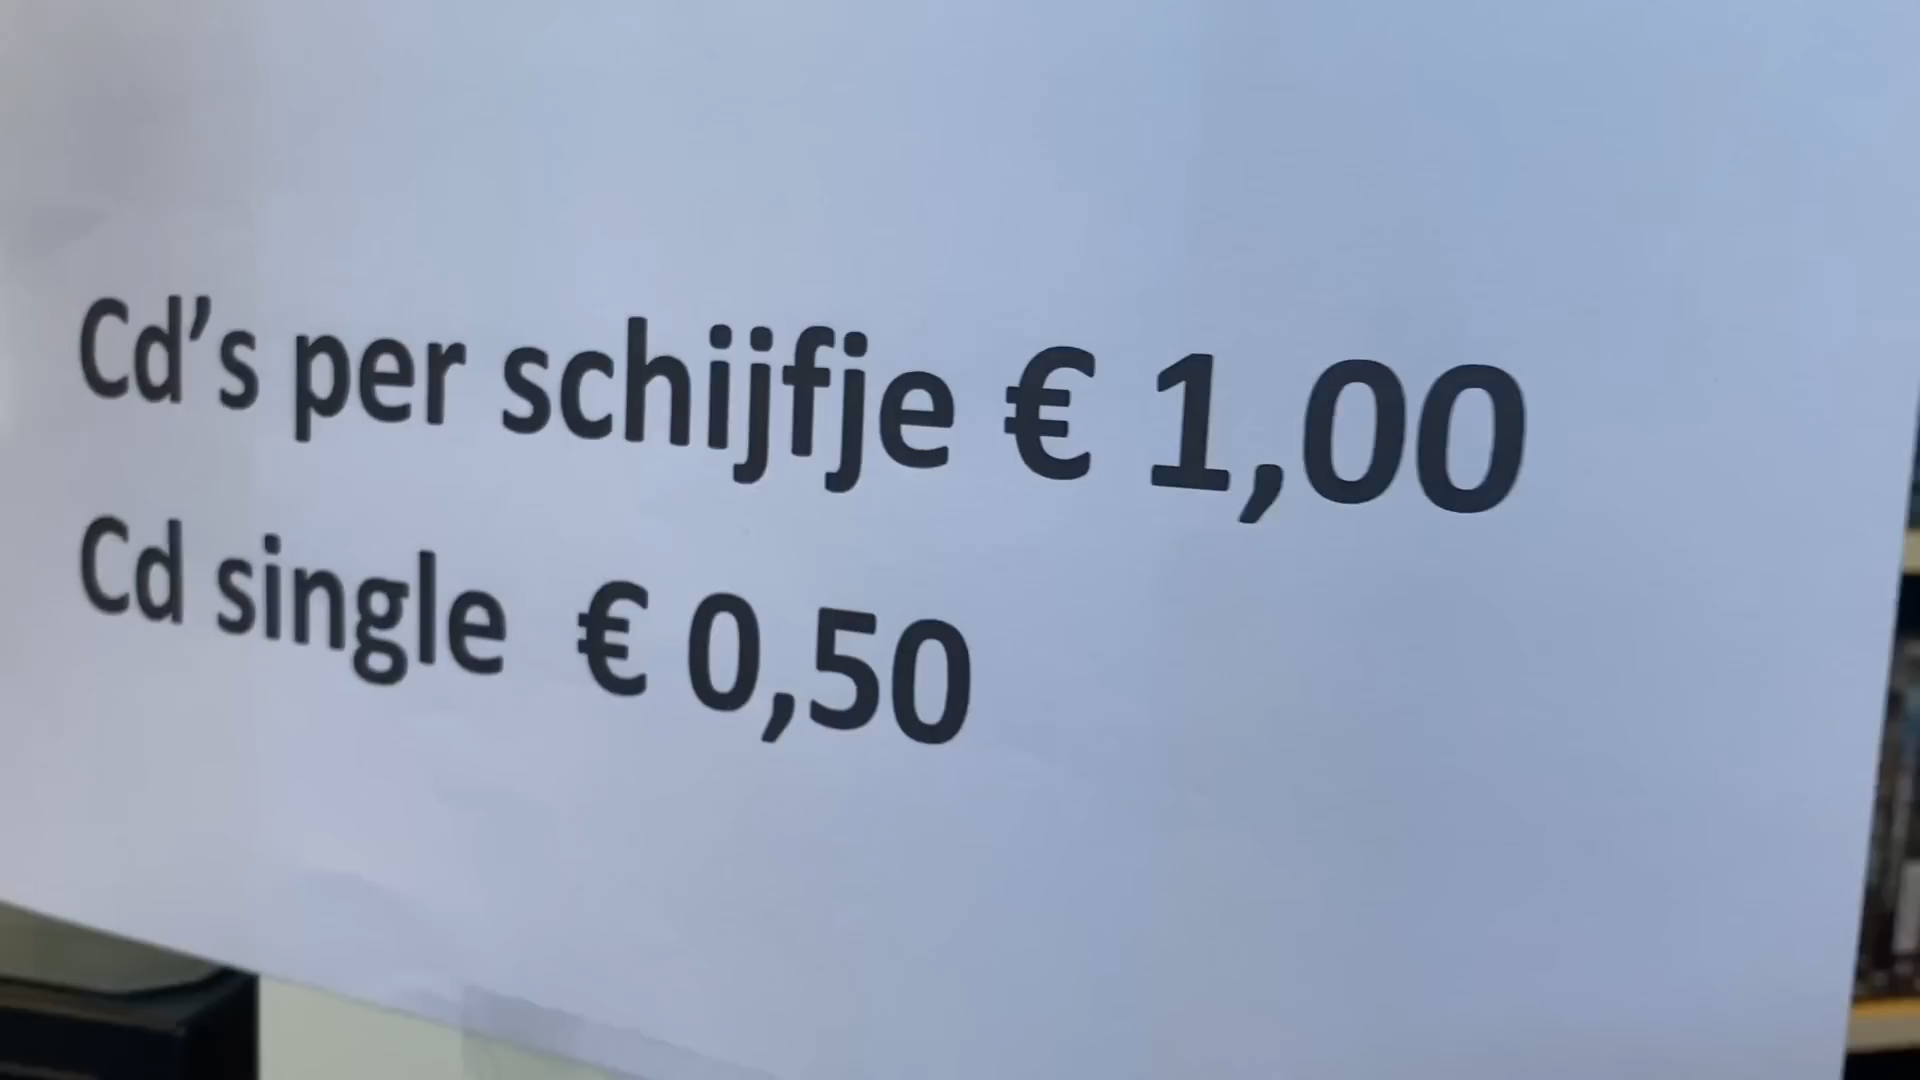 Cd’s per schijfje € 1,00
Cd single € 0,50